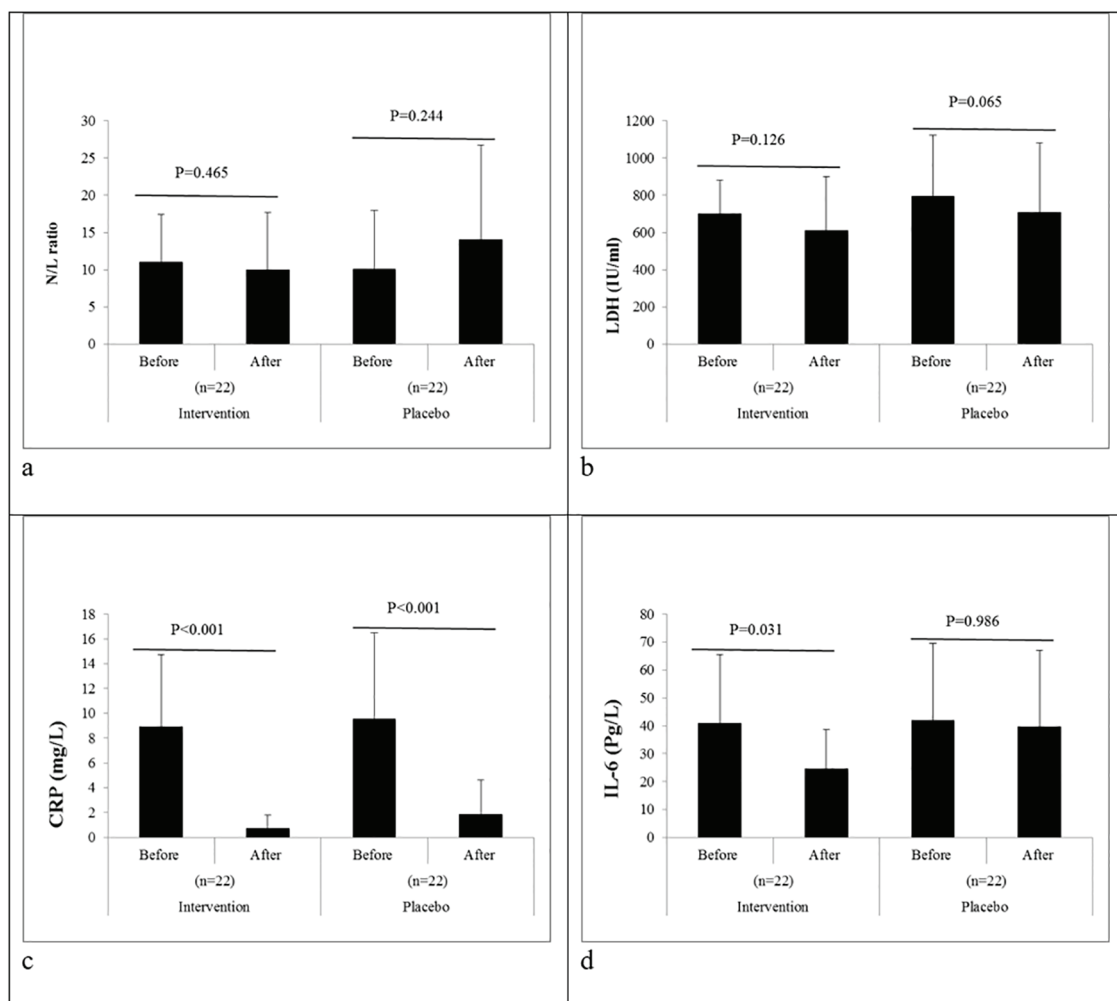 P=0.244
P=0.465
30
25
20
15
10
5
0
N/L ratio
Before After Before After
(n=22) (n=22)
Intervention Placebo
a
P=0.065
P=0.126
1200
1000
800
600
400
200
0
LDH (IU/ml)
Before After Before After
(n=22) (n=22)
Intervention Placebo
b
P<0.001
P<0.001
18
16
14
12
10
8
6
4
2
0
CRP (mg/L)
Before After Before After
(n=22) (n=22)
Intervention Placebo
c
P=0.986
P=0.031
80
70
60
50
40
30
20
10
0
IL-6 (Pg/L)
Before After Before After
(n=22) (n=22)
Intervention Placebo
d